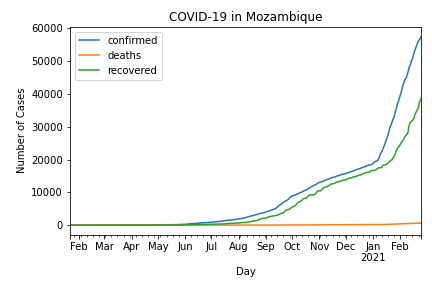 COVID-19 in Mozambique
confirmed
deaths
recovered
Number of Cases
60000
50000
40000
30000
20000
10000
0
Feb Mar Apr May Jun Jul Aug Sep Oct Nov Dec Jan Feb
2021
Day